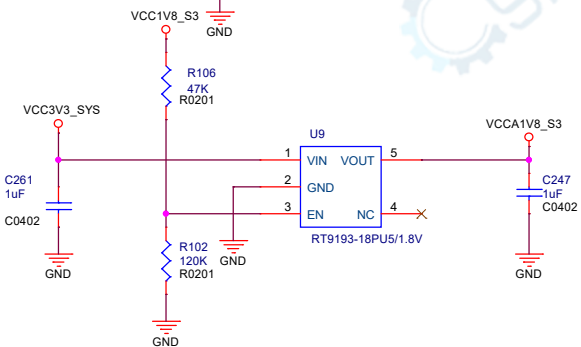 VCC1V8_S3
GND
R106
47K
R0201
VCC3V3_SYS
U9
VCCA1V8_S3
1
VIN
VOUT
5
2
GND
3
EN
NC
4
C261
1uF
C0402
C247
1uF
C0402
RT9193-18PU5/1.8V
R102
120K
R0201
GND
GND
GND
GND